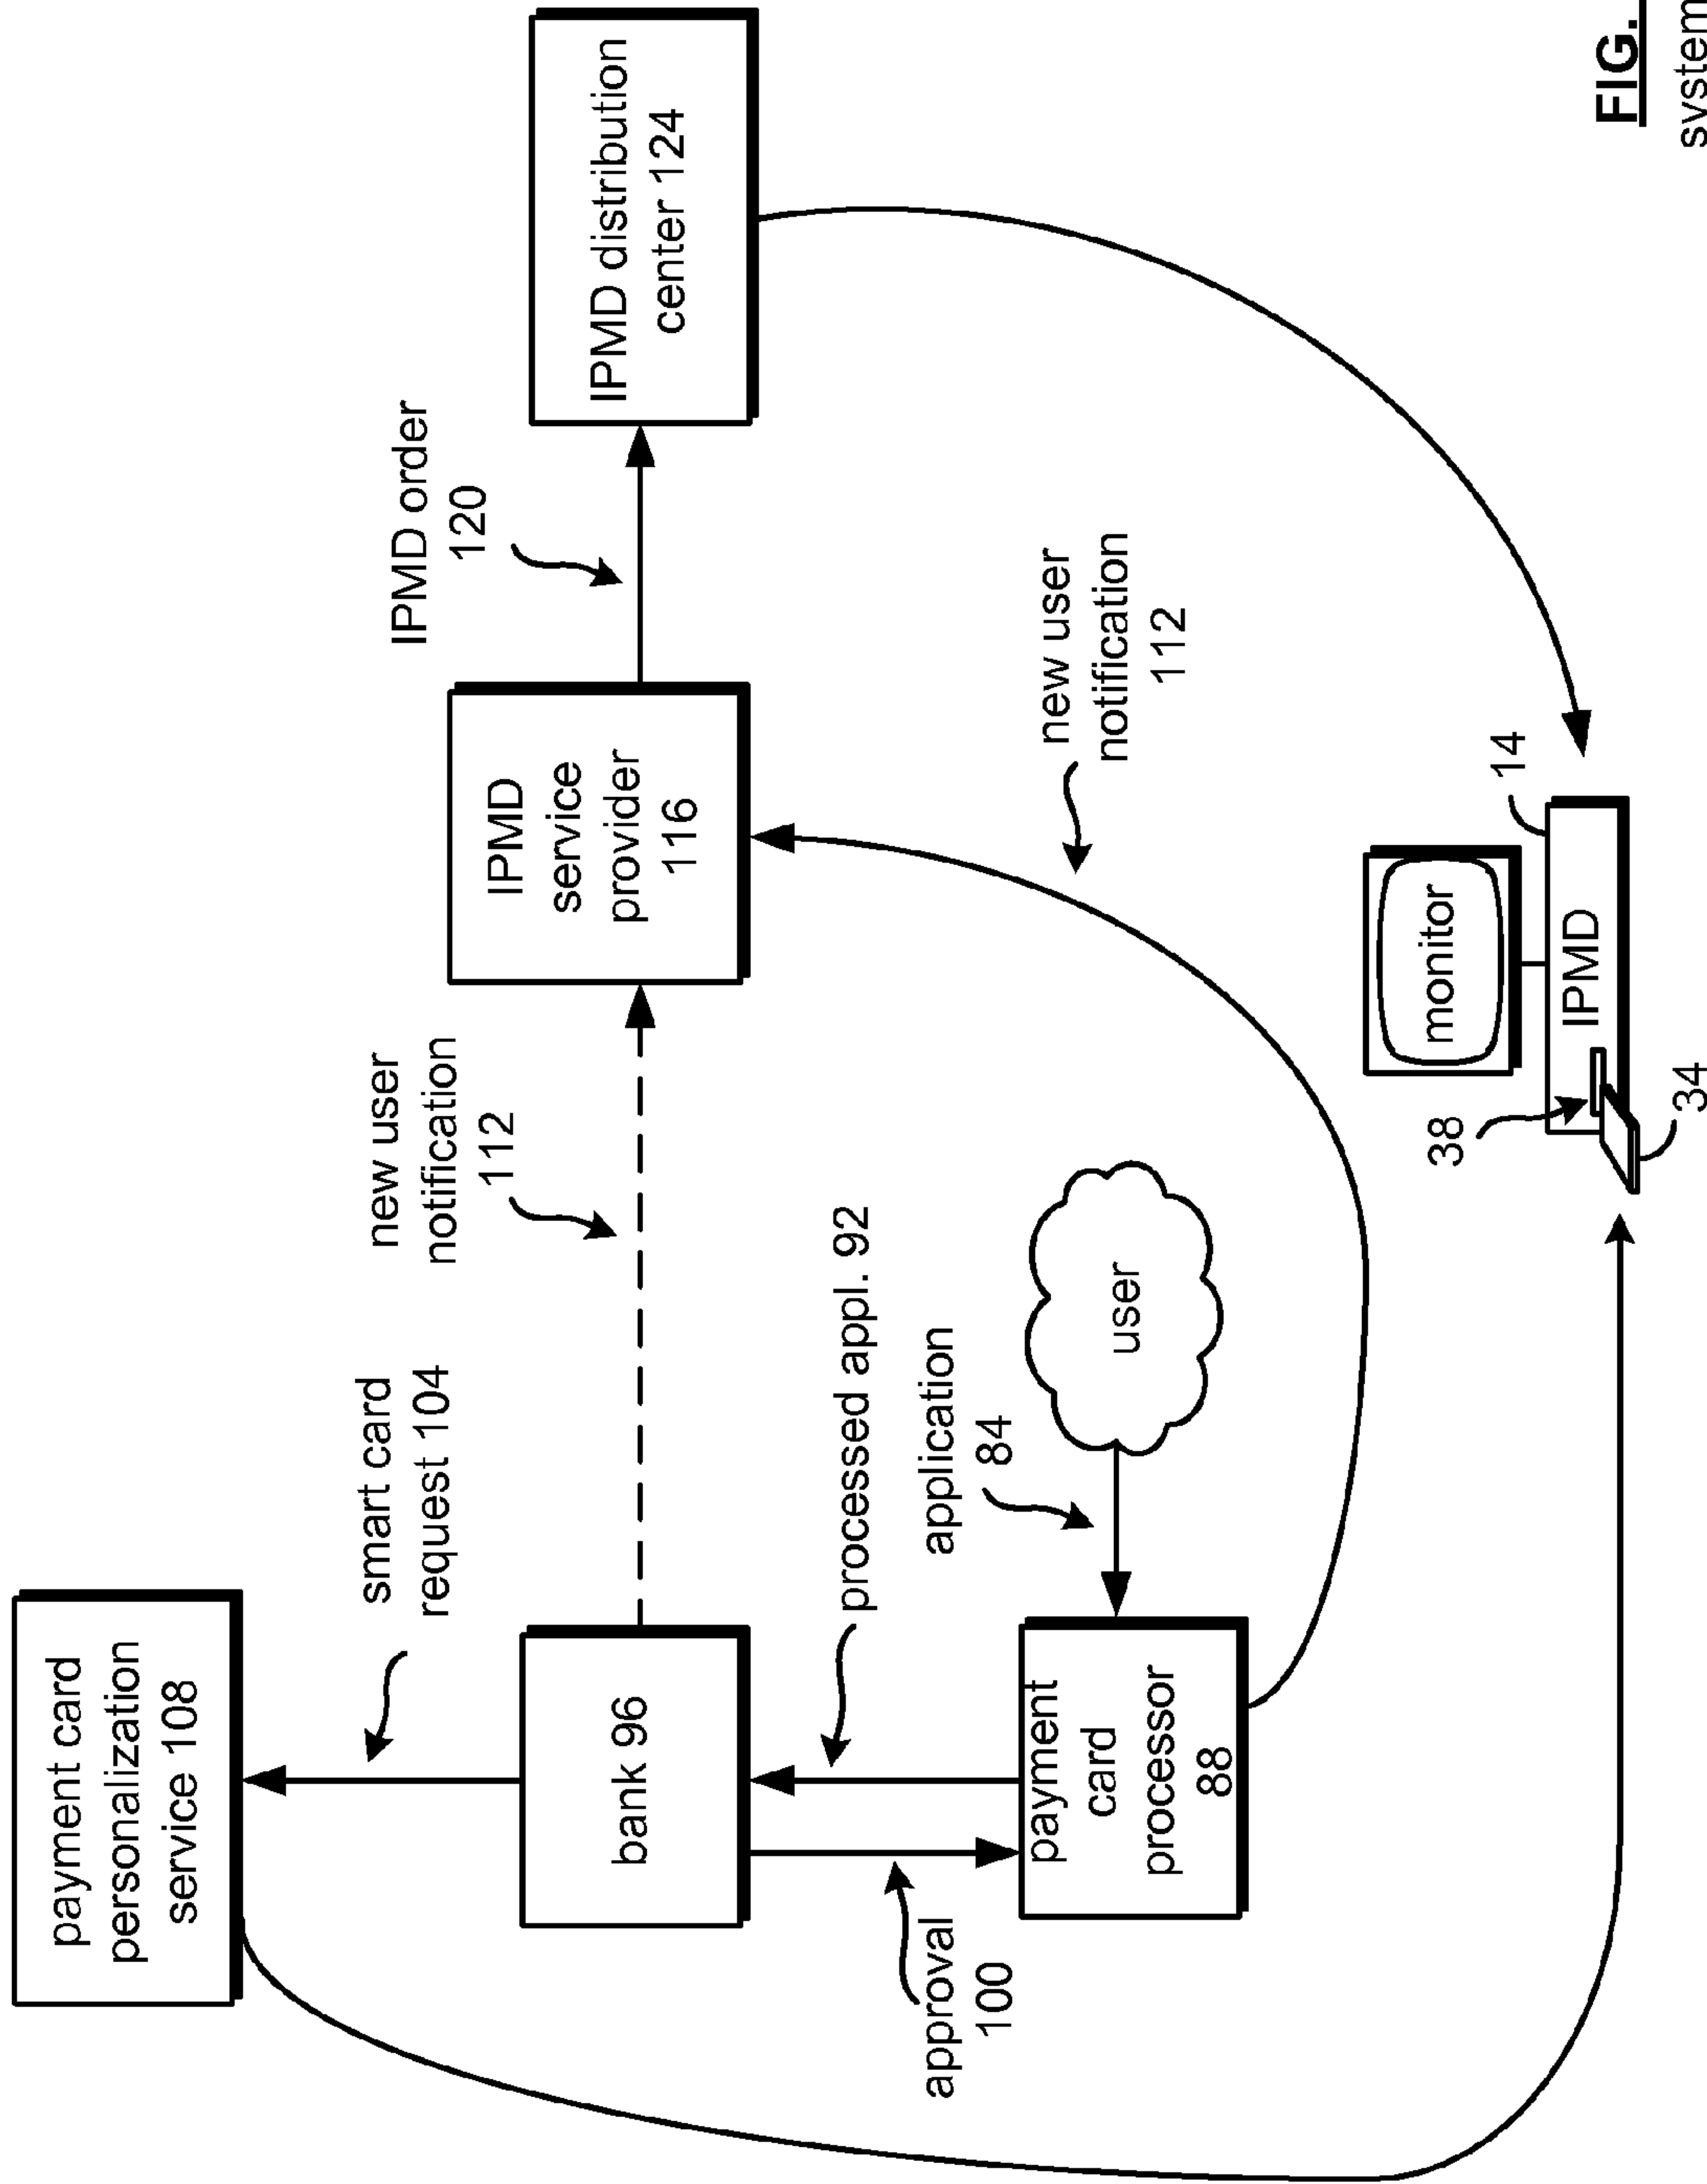 payment card
personalization
service 108
smart card
request 104
new user
notification
112
IPMD order
120
bank 96
IPMD
service
provider
116
IPMD distribution
center 124
approval
100
processed appl. 92
application
84
payment
card
processor
88
user
new user
notification
112
monitor
14
38
IPMD
34
FIG.
system